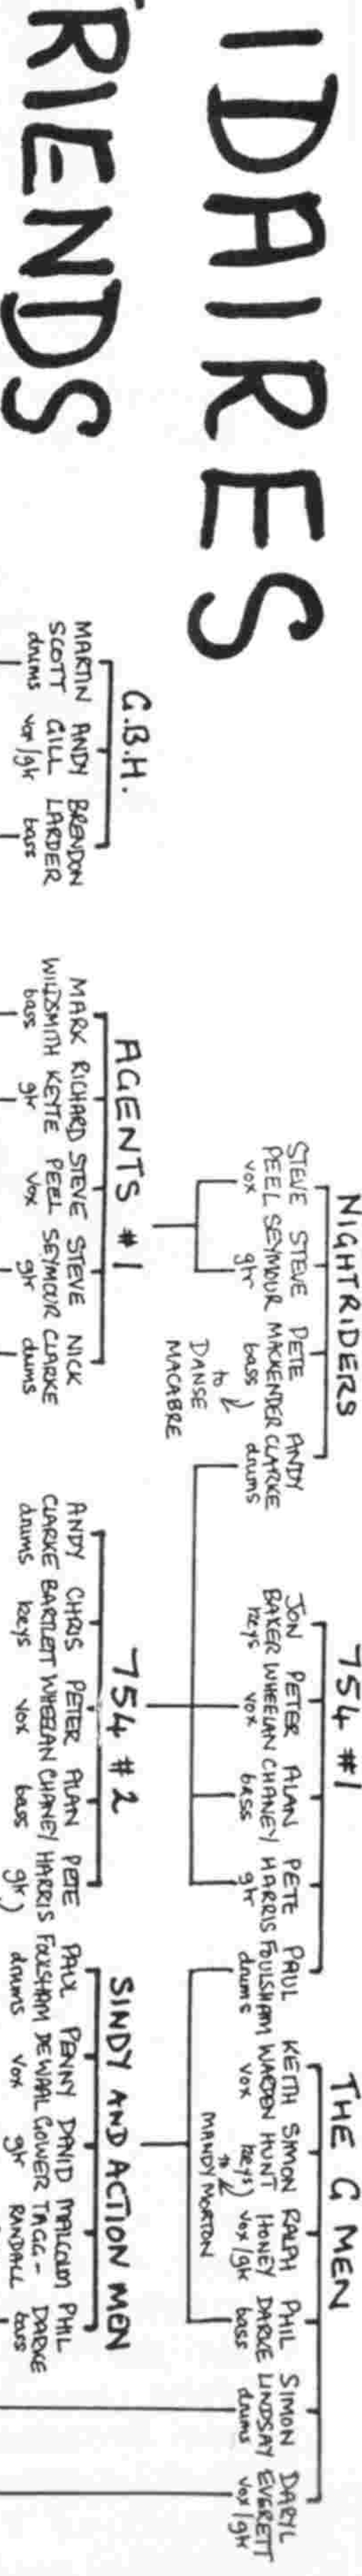 IDAIRES
RIENDS
NIGHTRIDERS
STEVE STEVE PETE ANDY
PEEL SEYMOUR MACKENDER CLARKE
vox gtr bass drums
to
DANSE
MACABRE
754 #1
JON PETER ALAN PETE PAUL
BAKER WHEELAN CHANEY HARRIS FOULSHAM
keys vox bass gtr drums
THE G MEN
KEITH SIMON RALPH PHIL SIMON DARYL
WARDEN HUNT HONEY DARKE LINDSAY EVERETT
vox keys vox/gtr bass drums vox/gtr
to
MANDY MORTON
G.B.H.
MARTIN ANDY BRENDON
SCOTT GILL LARDER
drums vox/gtr bass
AGENTS #1
MARK RICHARD STEVE STEVE NICK
WILDSMITH KEYTE PEEL SEYMOUR CLARKE
bass gtr vox gtr drums
754 #2
ANDY CHRIS PETER ALAN PETE
CLARKE BARTLETT WHEELAN CHANEY HARRIS
drums keys vox bass gtr
SINDY AND ACTION MEN
PAUL PENNY DAVID MALCOLM PHIL
FOULSHAM DEWAAL GOWER TAGG- DARKE
drums vox gtr RANDALL bass